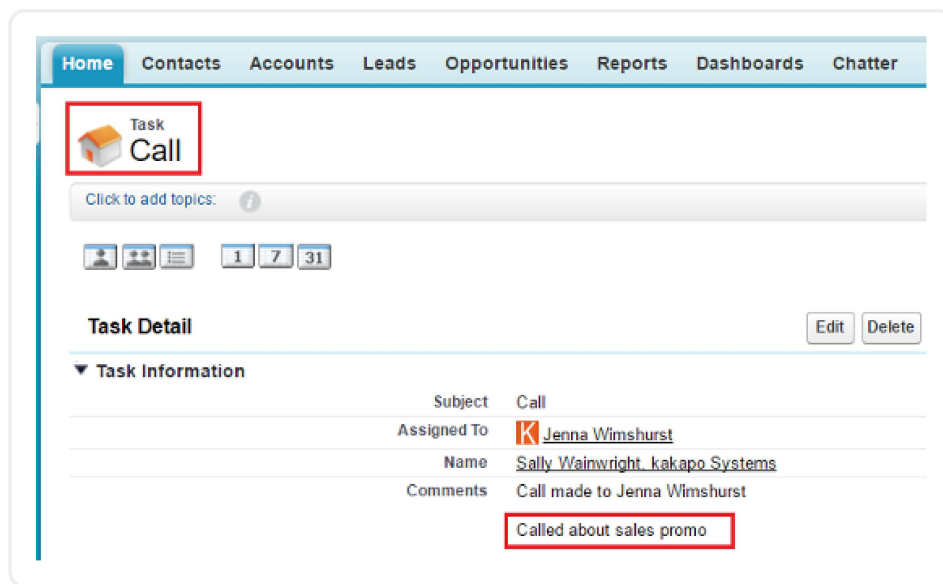 Home Contacts Accounts Leads Opportunities Reports Dashboards Chatter
Task
Call
Click to add topics: i
1 7 31
Task Detail Edit Delete
Task Information
Subject Call
Assigned To K Jenna Wimshurst
Name Sally Wainwright, kakapo Systems
Comments Call made to Jenna Wimshurst
Called about sales promo